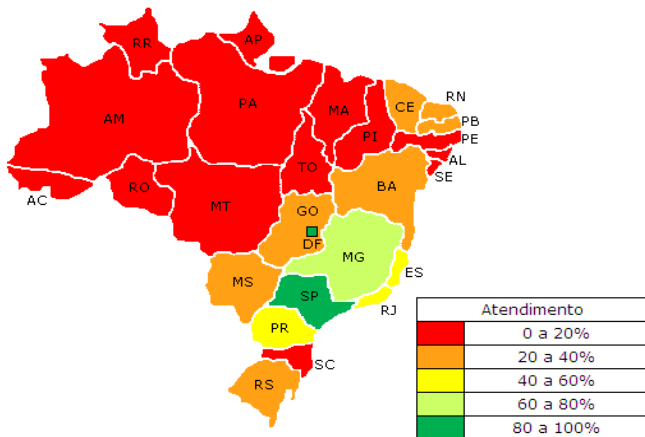 RR
AP
AM
PA
MA
CE
RN
PB
PE
PI
AL
SE
TO
AC
RO
MT
BA
GO
DF
MG
ES
MS
SP
RJ
PR
SC
RS
Atendimento
0 a 20%
20 a 40%
40 a 60%
60 a 80%
80 a 100%